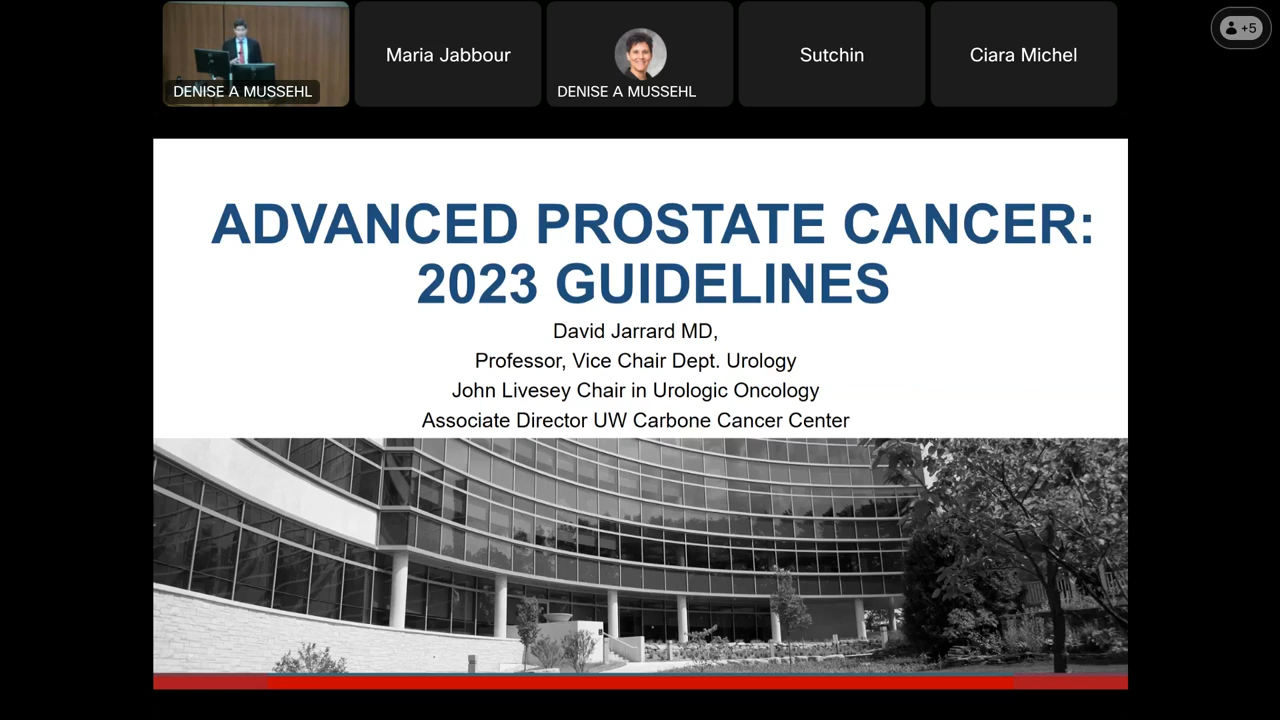 DENISE A MUSSEHL
Maria Jabbour
DENISE A MUSSEHL
Sutchin
Ciara Michel
+5
ADVANCED PROSTATE CANCER:
2023 GUIDELINES
David Jarrard MD,
Professor, Vice Chair Dept. Urology
John Livesey Chair in Urologic Oncology
Associate Director UW Carbone Cancer Center